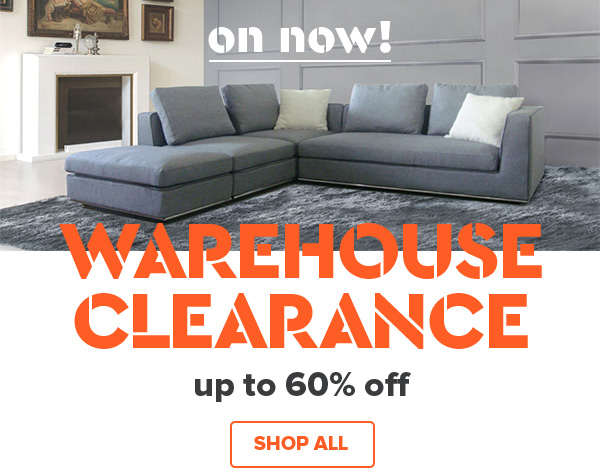 on now!
WAREHOUSE
CLEARANCE
up to 60% off
SHOP ALL